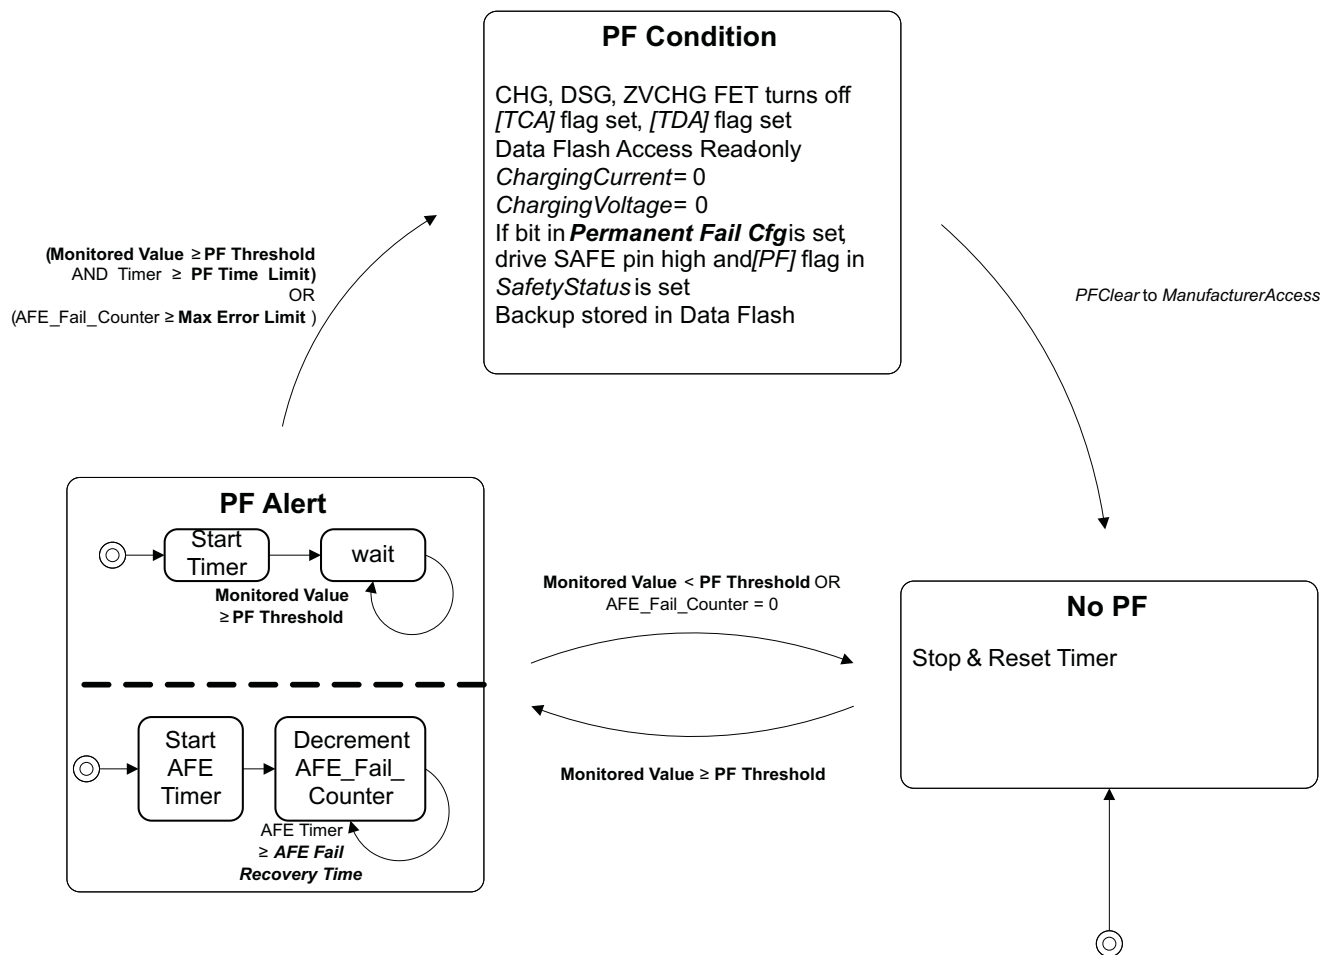 PF Condition
CHG, DSG, ZVCHG FET turns off
[TCA] flag set, [TDA] flag set
Data Flash Access Read-only
ChargingCurrent = 0
ChargingVoltage = 0
If bit in Permanent Fail Cfg is set,
drive SAFE pin high and [PF] flag in
SafetyStatus is set
Backup stored in Data Flash
(Monitored Value ≥ PF Threshold
AND Timer ≥ PF Time Limit)
OR
(AFE_Fail_Counter ≥ Max Error Limit )
PFClear to ManufacturerAccess
PF Alert
Start
Timer
wait
Monitored Value
≥ PF Threshold
Start
AFE
Timer
Decrement
AFE_Fail_
Counter
AFE Timer
≥ AFE Fail
Recovery Time
Monitored Value < PF Threshold OR
AFE_Fail_Counter = 0
Monitored Value ≥ PF Threshold
No PF
Stop & Reset Timer